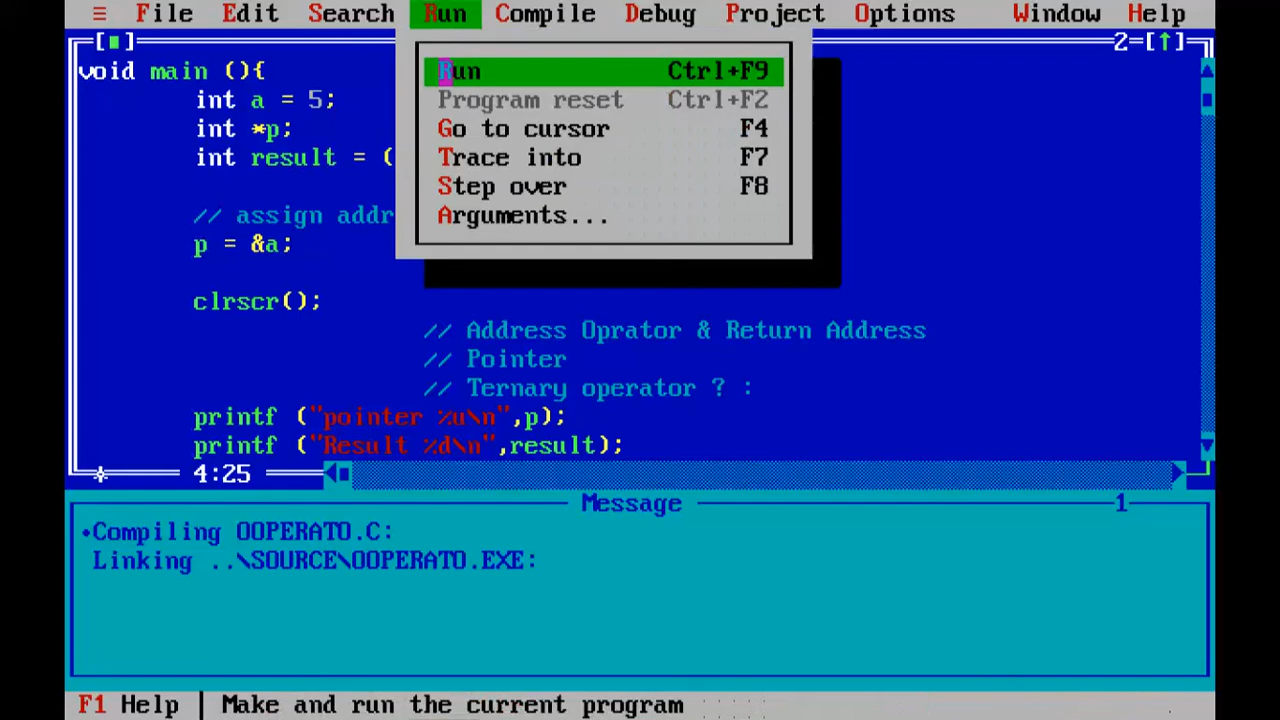 ≡ File Edit Search Run Compile Debug Project Options Window Help
[■] 2=[↑]
Run Ctrl+F9
Program reset Ctrl+F2
Go to cursor F4
Trace into F7
Step over F8
Arguments...
void main (){
int a = 5;
int *p;
int result = (
// assign addr
p = &a;
clrscr();
// Address Oprator & Return Address
// Pointer
// Ternary operator ? :
printf ("pointer %u\n",p);
printf ("Result %d\n",result);
4:25
Message 1
•Compiling OOPERATO.C:
Linking ..\SOURCE\OOPERATO.EXE:
F1 Help | Make and run the current program